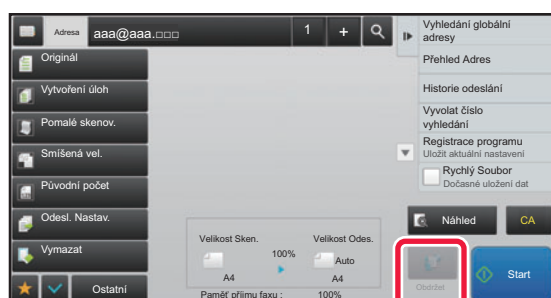 Adresa aaa@aaa.□□□ 1 +
Originál
Vytvoření úloh
Pomalé skenov.
Smíšená vel.
Původní počet
Odesl. Nastav.
Vymazat
Ostatní
Velikost Sken.
100%
Velikost Odes.
Auto
A4
A4
Paměť příjmu faxu : 100%
Vyhledání globální
adresy
Přehled Adres
Historie odeslání
Vyvolat číslo
vyhledání
Registrace programu
Uložit aktuální nastavení
Rychlý Soubor
Dočasné uložení dat
Náhled
CA
Obdržet
Start